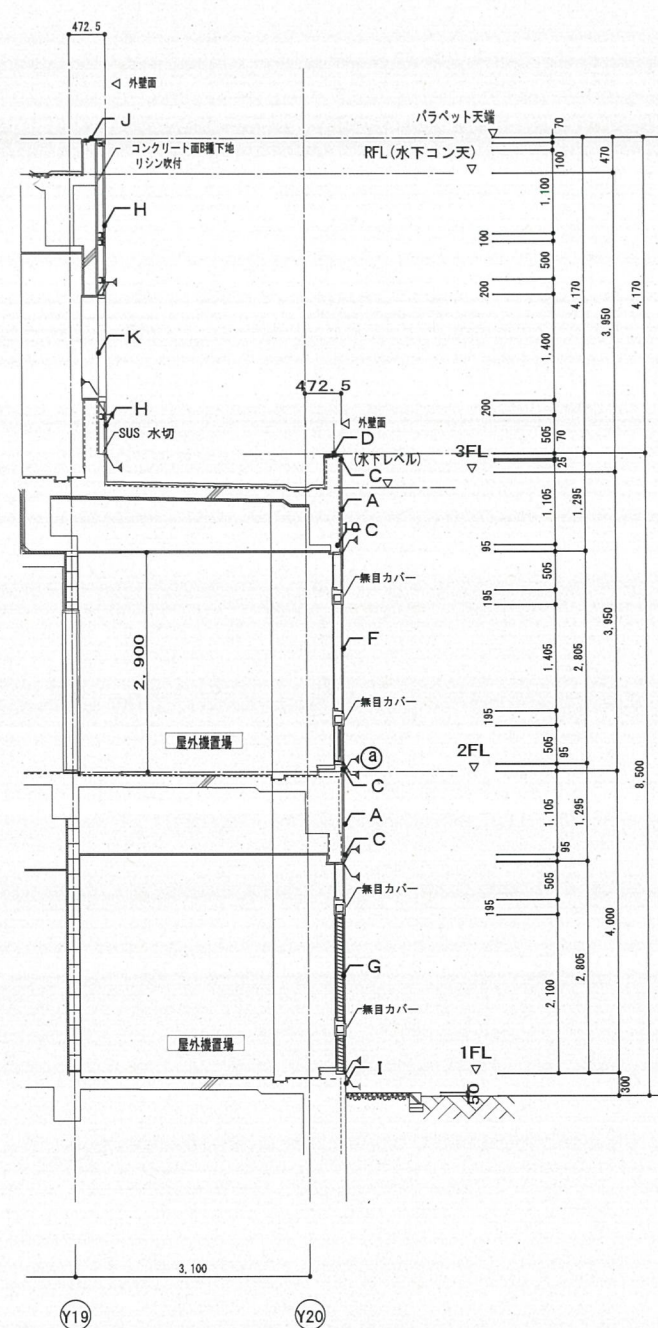 472.5
外壁面
J
コンクリート面B種下地
リシン吹付
パラペット天端
RFL(水下コン天)
70
100
470
1,100
H
100
500
200
4,170
3,950
4,170
K
1,400
472.5
200
H
SUS 水切
外壁面
D
(水下レベル)
3FL
505
70
25
C
A
1,105
1,295
C
95
無目カバー
505
195
3,950
2,900
F
1,405
2,805
無目カバー
195
屋外機置場
a
2FL
505
95
8,500
C
A
1,105
1,295
C
95
無目カバー
505
195
4,000
G
2,805
2,100
無目カバー
屋外機置場
1FL
I
50
300
3,100
Y19
Y20